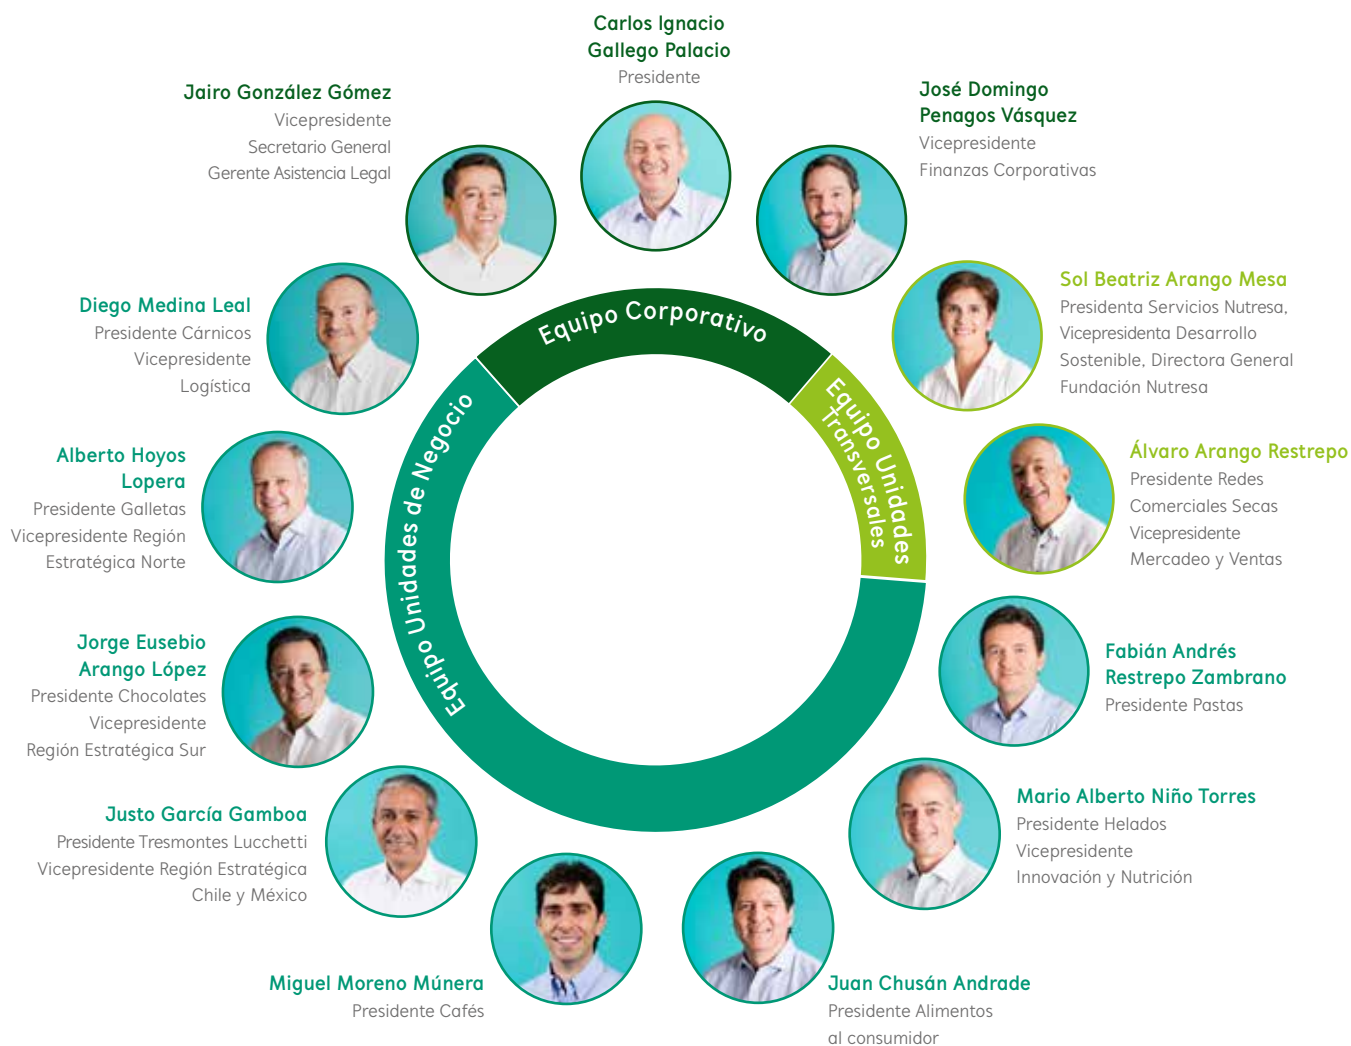 Carlos Ignacio
Gallego Palacio
Presidente
Jairo González Gómez
Vicepresidente
Secretario General
Gerente Asistencia Legal
José Domingo
Penagos Vásquez
Vicepresidente
Finanzas Corporativas
Diego Medina Leal
Presidente Cárnicos
Vicepresidente
Logística
Sol Beatriz Arango Mesa
Presidenta Servicios Nutresa,
Vicepresidenta Desarrollo
Sostenible, Directora General
Fundación Nutresa
Equipo Corporativo
Equipo Unidades
Transversales
Equipo Unidades de Negocio
Alberto Hoyos
Lopera
Presidente Galletas
Vicepresidente Región
Estratégica Norte
Álvaro Arango Restrepo
Presidente Redes
Comerciales Secas
Vicepresidente
Mercadeo y Ventas
Jorge Eusebio
Arango López
Presidente Chocolates
Vicepresidente
Región Estratégica Sur
Fabián Andrés
Restrepo Zambrano
Presidente Pastas
Justo García Gamboa
Presidente Tresmontes Lucchetti
Vicepresidente Región Estratégica
Chile y México
Mario Alberto Niño Torres
Presidente Helados
Vicepresidente
Innovación y Nutrición
Miguel Moreno Múnera
Presidente Cafés
Juan Chusán Andrade
Presidente Alimentos
al consumidor